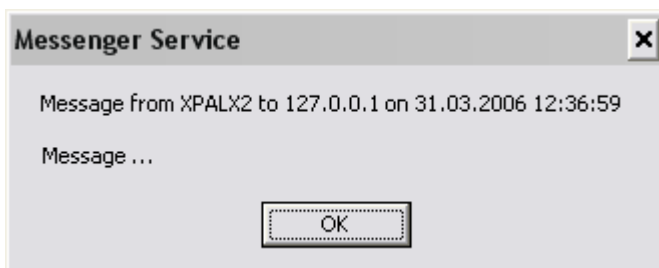 Messenger Service
Message from XPALX2 to 127.0.0.1 on 31.03.2006 12:36:59
Message ...
OK